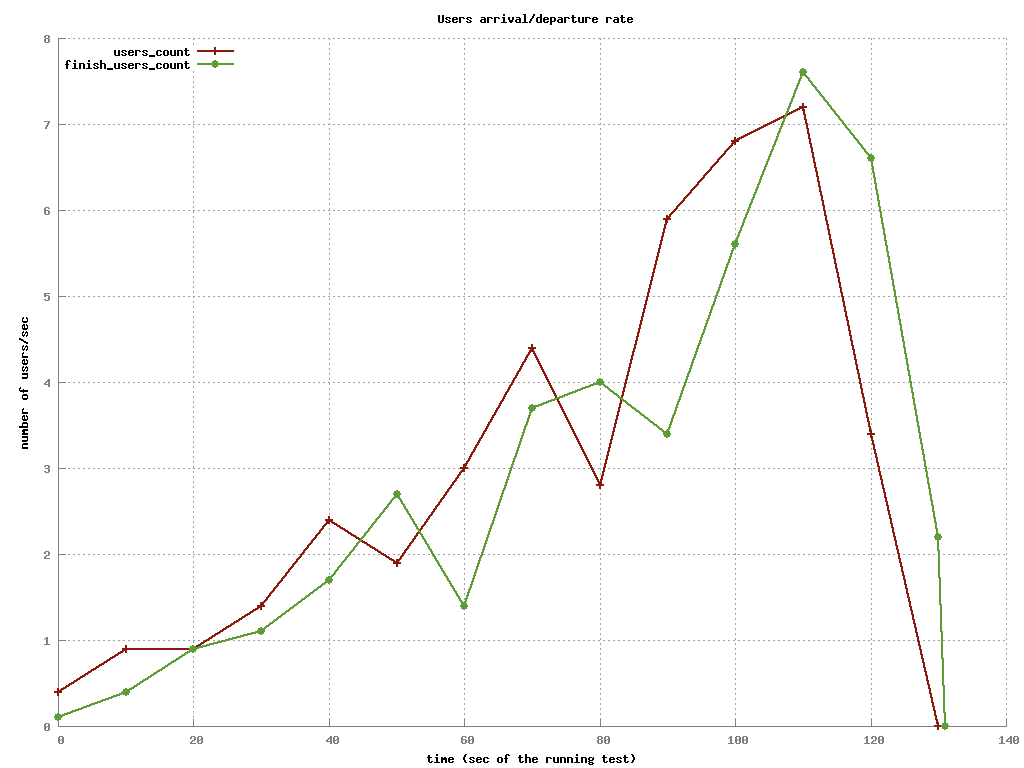 Users arrival/departure rate
users_count
finish_users_count
8
7
6
5
4
3
2
1
0
number of users/sec
0 20 40 60 80 100 120 140
time (sec of the running test)